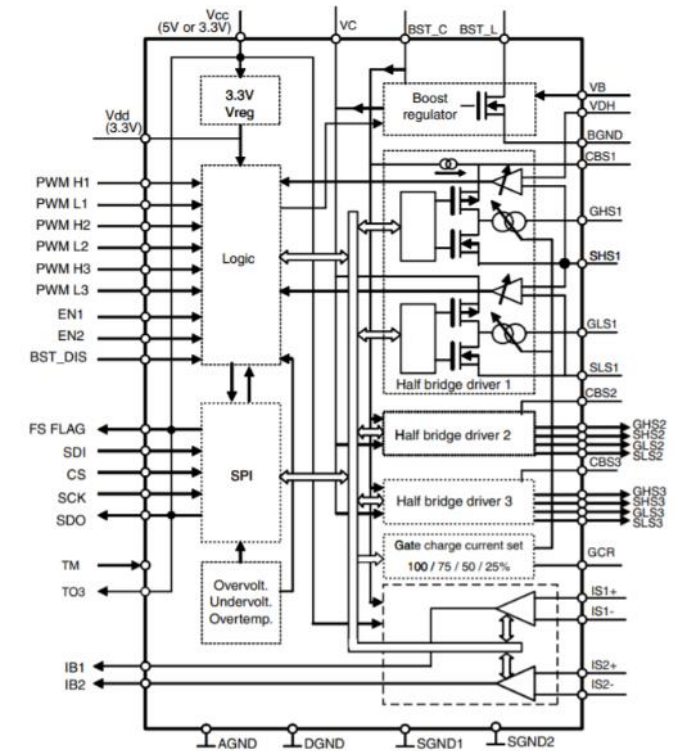 Vcc
(5V or 3.3V)
VC
BST_C
BST_L
3.3V
Vreg
Boost
regulator
VB
VDH
BGND
CBS1
Vdd
(3.3V)
PWM H1
PWM L1
PWM H2
PWM L2
PWM H3
PWM L3
EN1
EN2
BST_DIS
Logic
GHS1
SHS1
GLS1
SLS1
Half bridge driver 1
CBS2
Half bridge driver 2
GHS2
SHS2
GLS2
SLS2
CBS3
Half bridge driver 3
GHS3
SHS3
GLS3
SLS3
FS FLAG
SDI
CS
SCK
SDO
SPI
Gate charge current set
100 / 75 / 50 / 25%
GCR
TM
TO3
Overvolt.
Undervolt.
Overtemp.
IS1+
IS1-
IS2+
IS2-
IB1
IB2
AGND
DGND
SGND1
SGND2